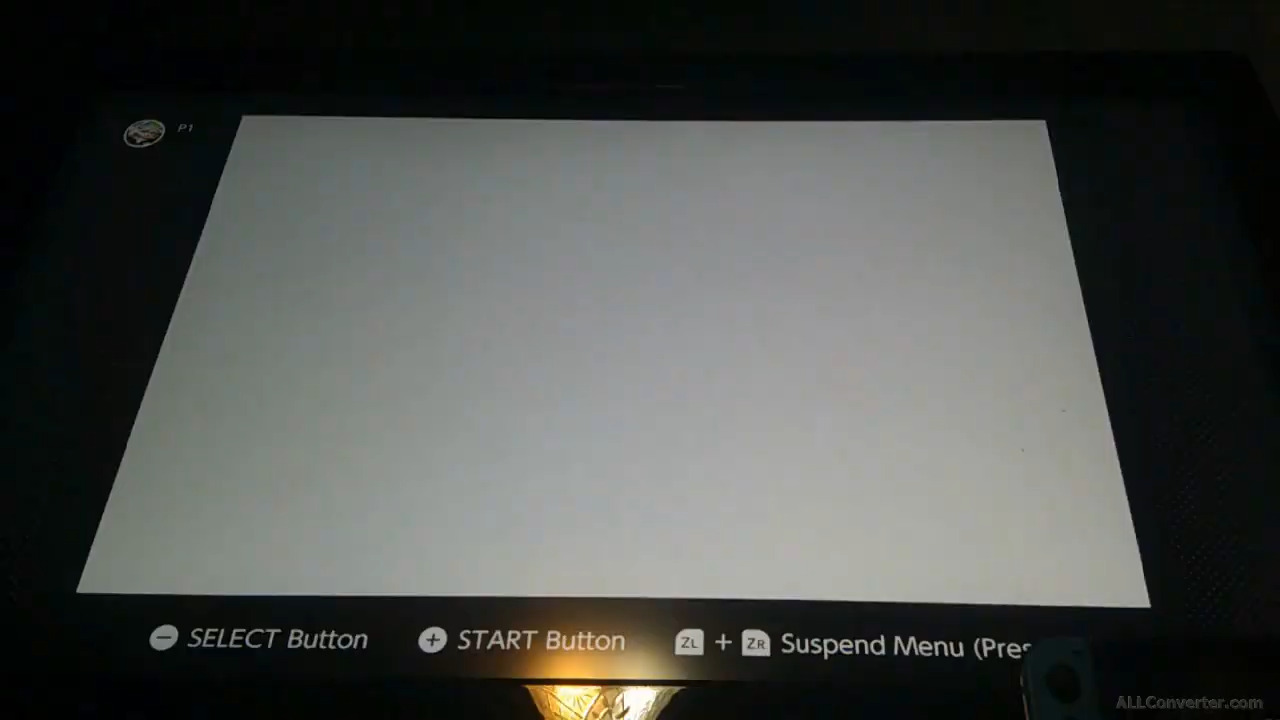 P1
SELECT Button START Button ZL + ZR Suspend Menu (Pres
ALLConverter.com